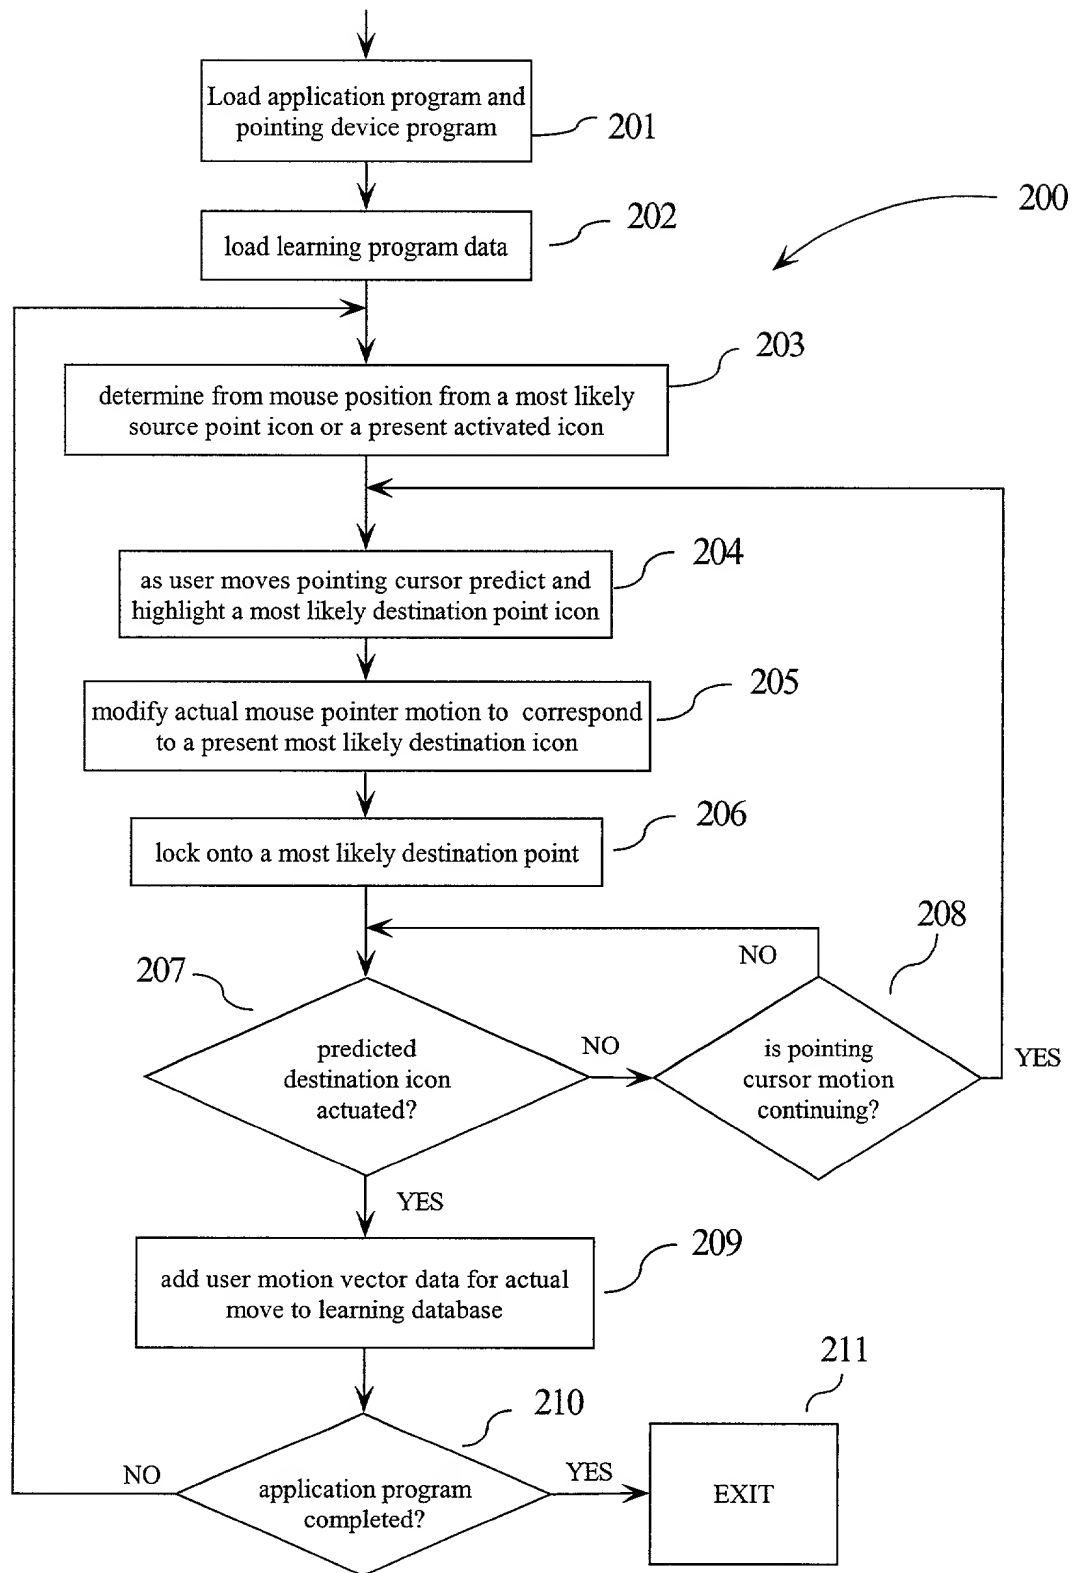 Load application program and
pointing device program
201
load learning program data
202
200
203
determine from mouse position from a most likely
source point icon or a present activated icon
204
as user moves pointing cursor predict and
highlight a most likely destination point icon
205
modify actual mouse pointer motion to correspond
to a present most likely destination icon
206
lock onto a most likely destination point
208
NO
207
predicted
destination icon
actuated?
NO
is pointing
cursor motion
continuing?
YES
YES
209
add user motion vector data for actual
move to learning database
211
210
NO
application program
completed?
YES
EXIT